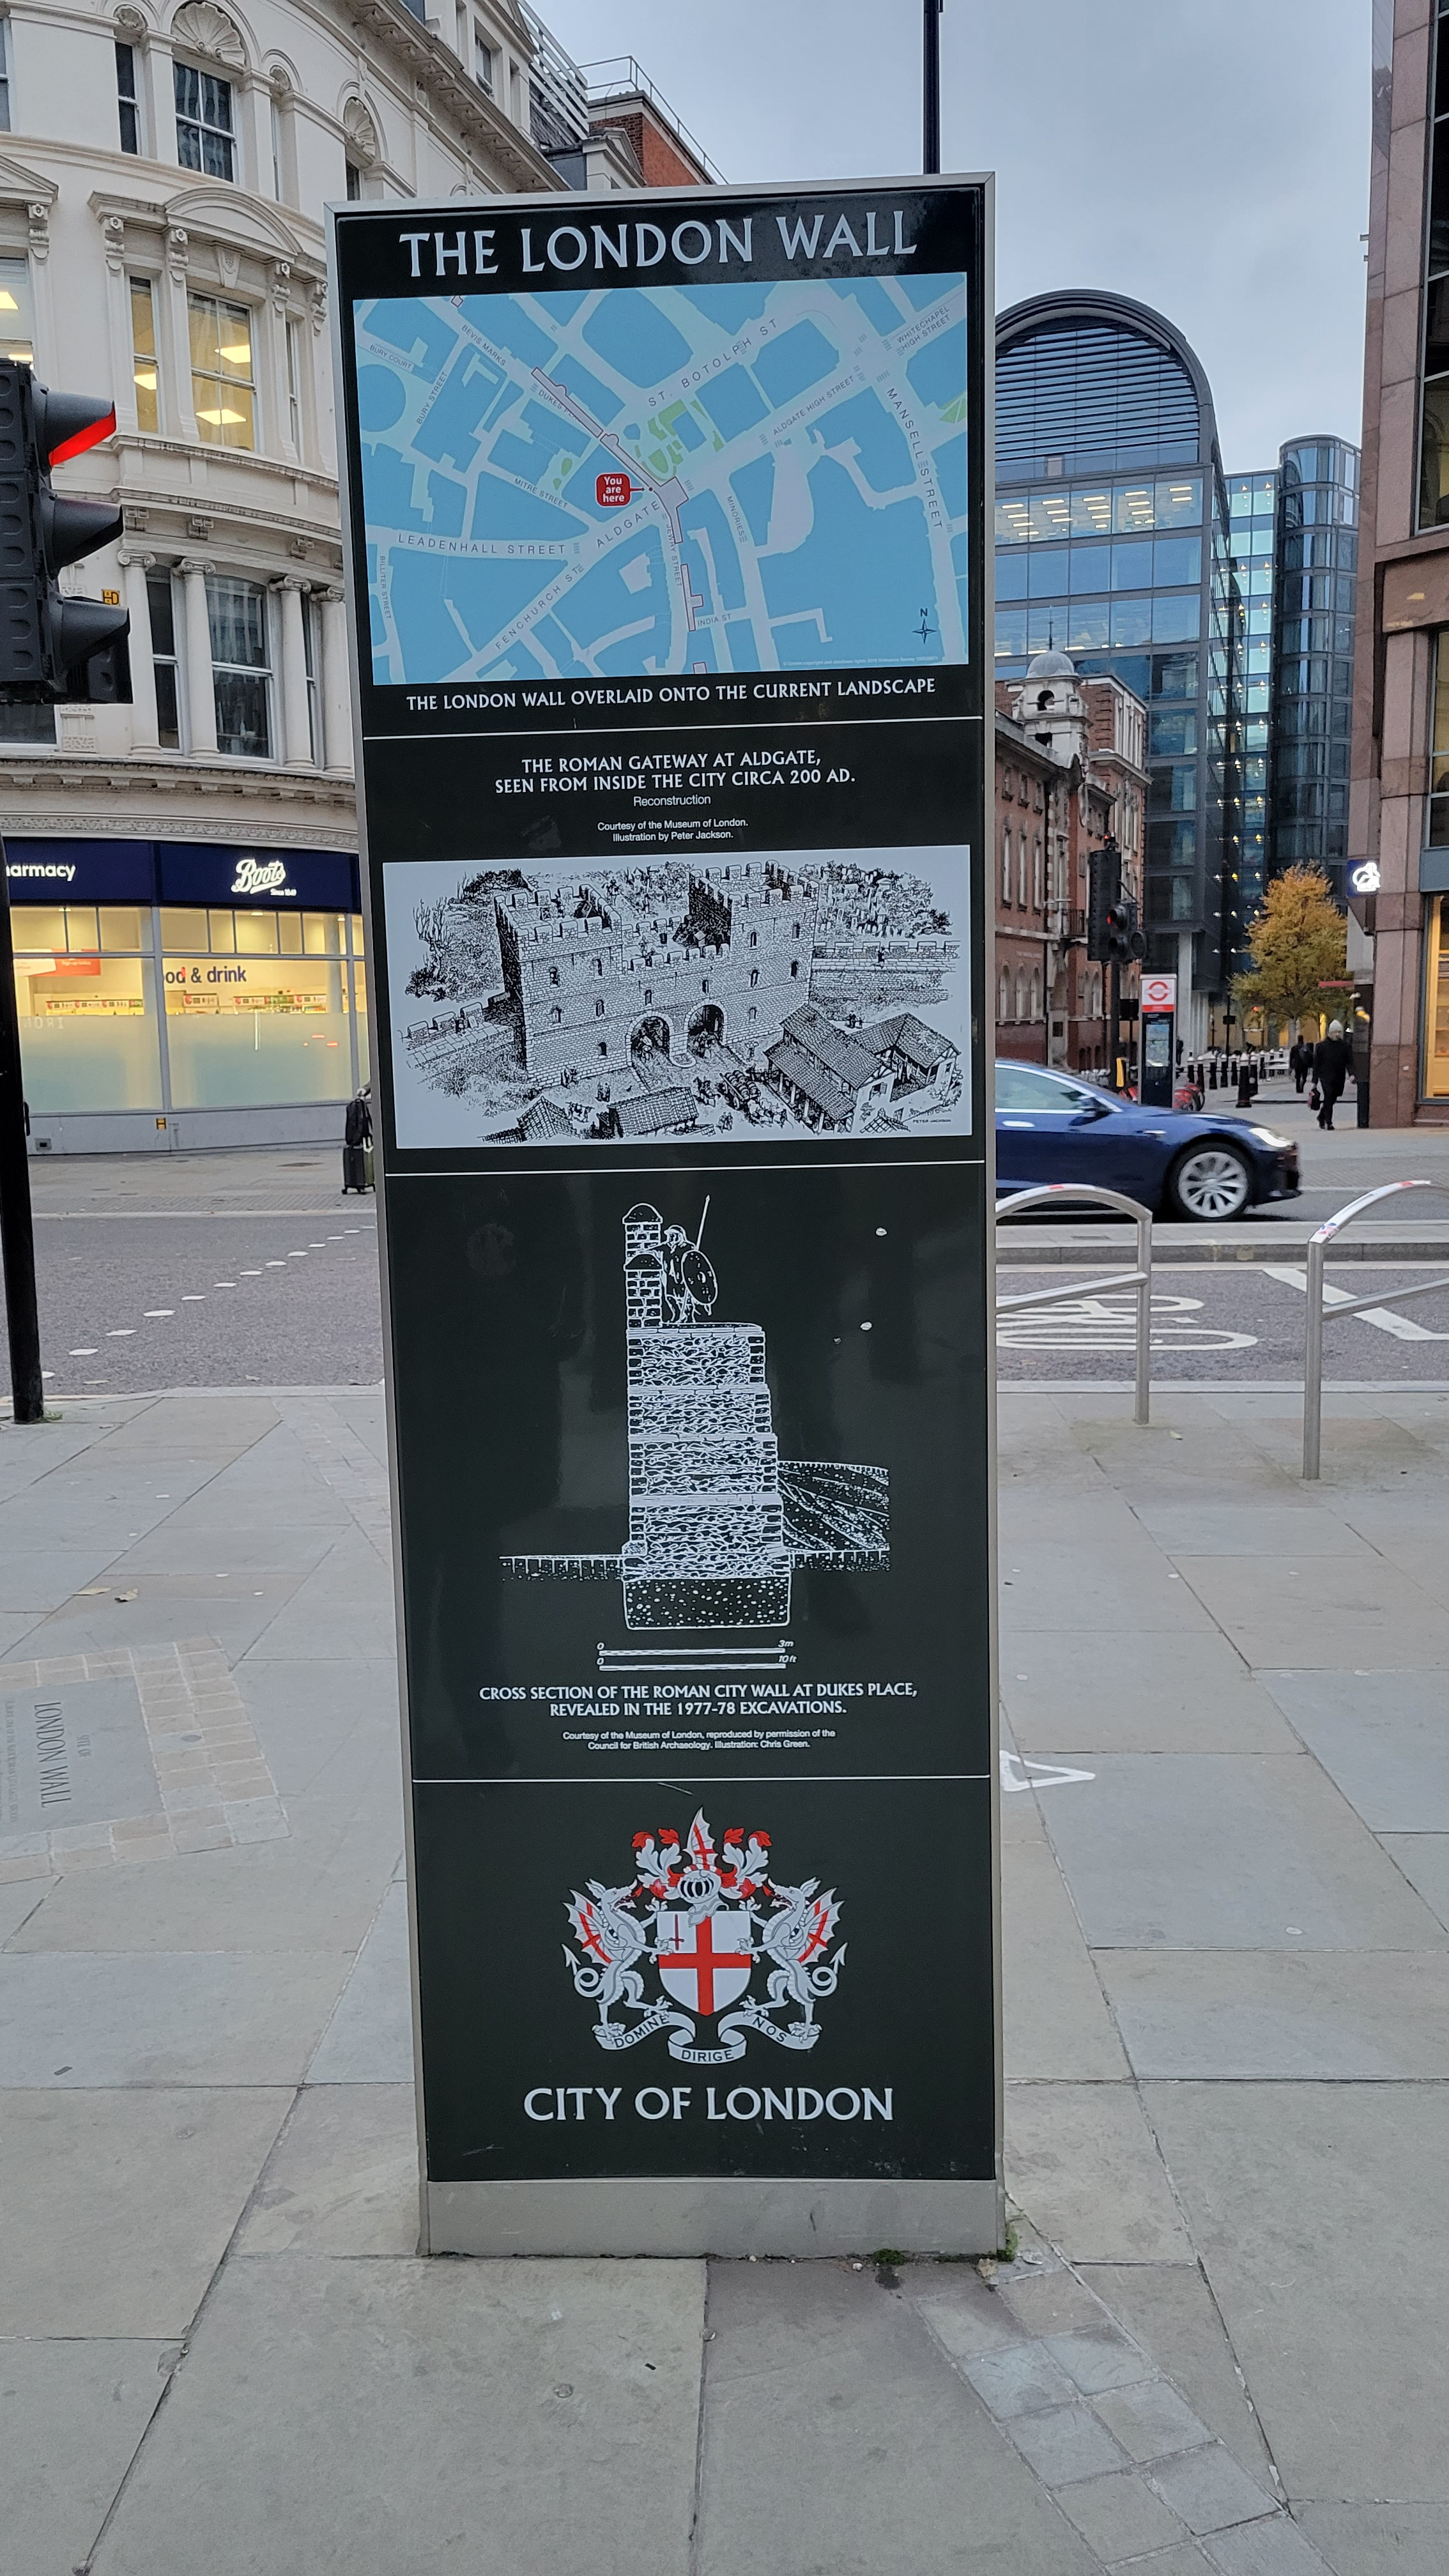 THE LONDON WALL
BEVIS MARKS
BURY COURT
BURY STREET
DUKES
ST. BOTOLPH ST
WHITECHAPEL
HIGH STREET
ALDGATE HIGH STREET
MANSELL STREET
You
are
here
MITRE STREET
ALDGATE
MINORIES
LEADENHALL STREET
JEWRY STREET
BILLITER STREET
FENCHURCH ST
INDIA ST
N
THE LONDON WALL OVERLAID ONTO THE CURRENT LANDSCAPE
THE ROMAN GATEWAY AT ALDGATE,
SEEN FROM INSIDE THE CITY CIRCA 200 AD.
Reconstruction
Courtesy of the Museum of London.
Illustration by Peter Jackson.
PETER JACKSON
0 3m
0 10ft
CROSS SECTION OF THE ROMAN CITY WALL AT DUKES PLACE,
REVEALED IN THE 1977-78 EXCAVATIONS.
Courtesy of the Museum of London, reproduced by permission of the
Council for British Archaeology. Illustration: Chris Green.
DOMINE DIRIGE NOS
CITY OF LONDON
armacy
Boots
Since 1849
od & drink
SITE OF
LONDON WALL